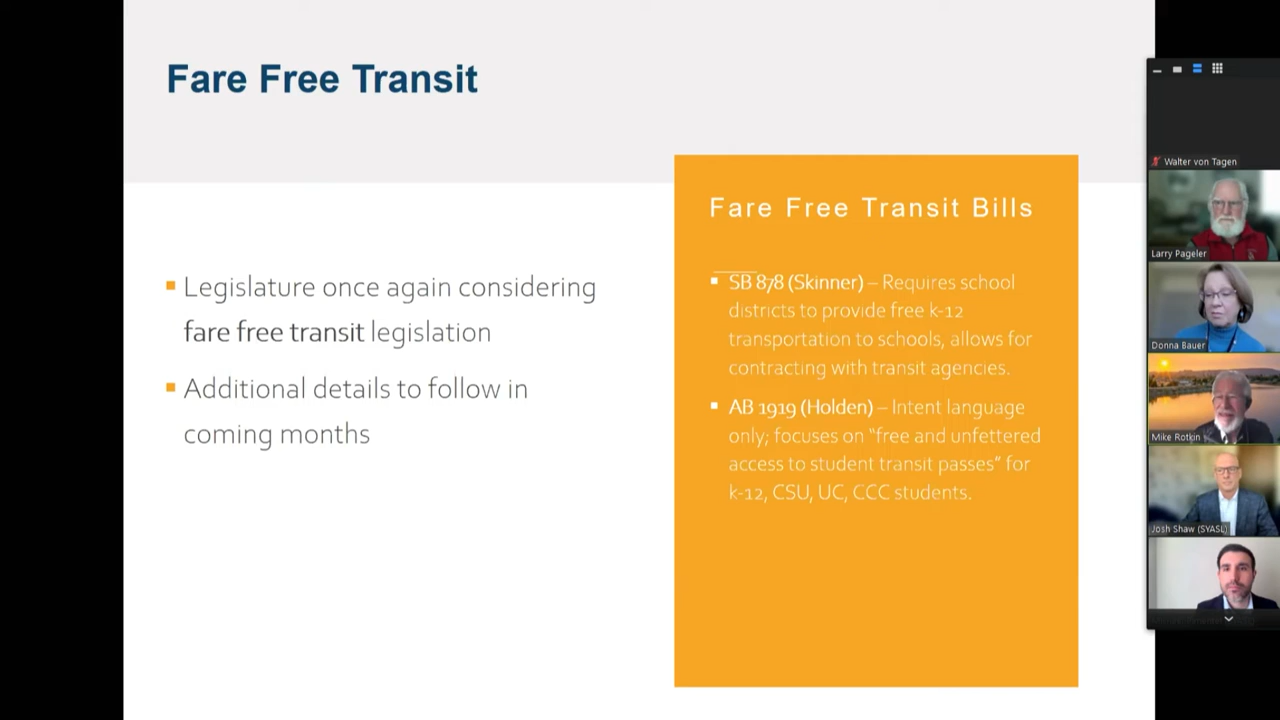 Fare Free Transit
Legislature once again considering
fare free transit legislation
Additional details to follow in
coming months
Fare Free Transit Bills
SB 878 (Skinner) – Requires school
districts to provide free k-12
transportation to schools, allows for
contracting with transit agencies.
AB 1919 (Holden) – Intent language
only; focuses on “free and unfettered
access to student transit passes” for
k-12, CSU, UC, CCC students.
Walter von Tagen
Larry Pageler
Donna Bauer
Mike Rotkin
Josh Shaw (SYASL)